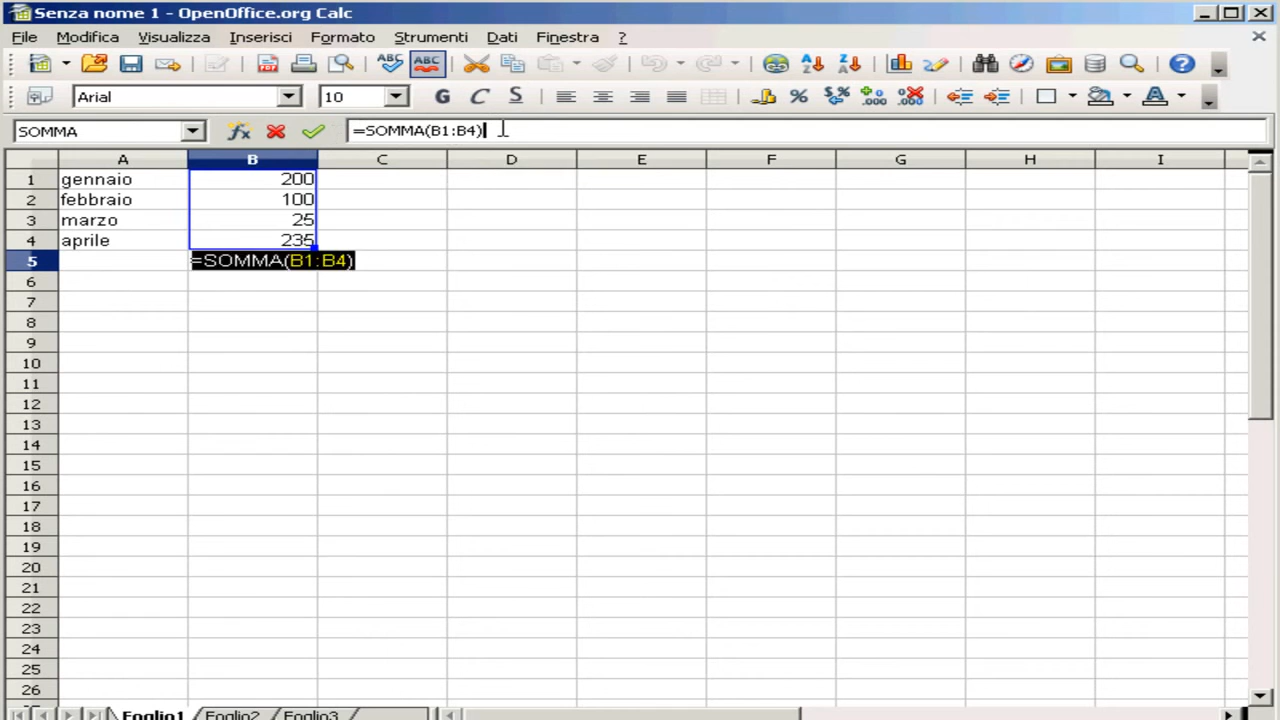 Senza nome 1 - OpenOffice.org Calc
File Modifica Visualizza Inserisci Formato Strumenti Dati Finestra ?
ABC ABC
Arial 10 G C S
SOMMA =SOMMA(B1:B4)
A B C D E F G H I
1 gennaio 200
2 febbraio 100
3 marzo 25
4 aprile 235
5 =SOMMA(B1:B4)
6
7
8
9
10
11
12
13
14
15
16
17
18
19
20
21
22
23
24
25
26
Foglio1 Foglio2 Foglio3